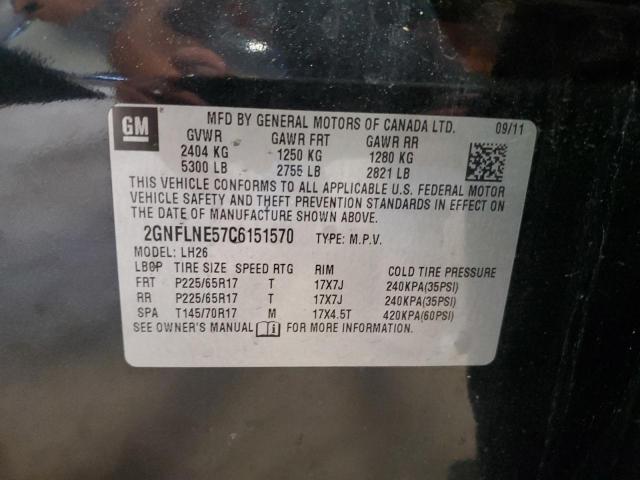 GM
MFD BY GENERAL MOTORS OF CANADA LTD. 09/11
GVWR GAWR FRT GAWR RR
2404 KG 1250 KG 1280 KG
5300 LB 2755 LB 2821 LB
THIS VEHICLE CONFORMS TO ALL APPLICABLE U.S. FEDERAL MOTOR
VEHICLE SAFETY AND THEFT PREVENTION STANDARDS IN EFFECT ON
THE DATE OF MANUFACTURE SHOWN ABOVE.
2GNFLNE57C6151570 TYPE: M.P.V.
MODEL: LH26
LB0P TIRE SIZE SPEED RTG RIM COLD TIRE PRESSURE
FRT P225/65R17 T 17X7J 240KPA(35PSI)
RR P225/65R17 T 17X7J 240KPA(35PSI)
SPA T145/70R17 M 17X4.5T 420KPA(60PSI)
SEE OWNER'S MANUAL FOR MORE INFORMATION.